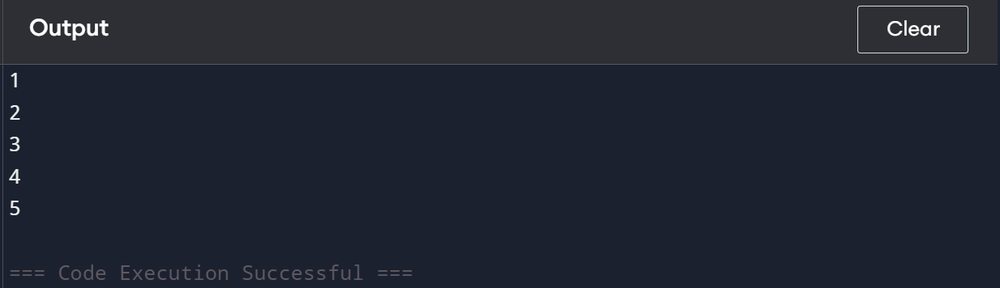 Output
Clear
1
2
3
4
5
=== Code Execution Successful ===